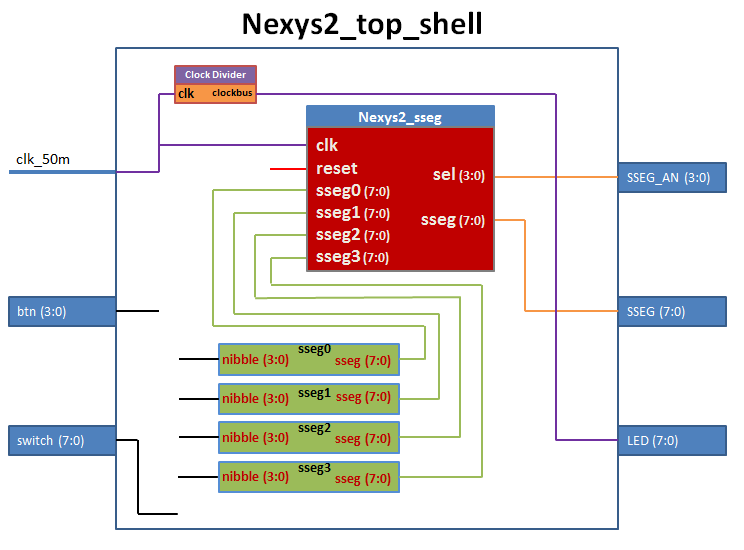 Nexys2_top_shell
Clock Divider
clk clockbus
Nexys2_sseg
clk_50m
clk
reset
sel (3:0)
SSEG_AN (3:0)
sseg0 (7:0)
sseg1 (7:0)
sseg (7:0)
sseg2 (7:0)
sseg3 (7:0)
btn (3:0)
SSEG (7:0)
sseg0
nibble (3:0) sseg (7:0)
sseg1
nibble (3:0) sseg (7:0)
sseg2
nibble (3:0) sseg (7:0)
switch (7:0)
LED (7:0)
sseg3
nibble (3:0) sseg (7:0)